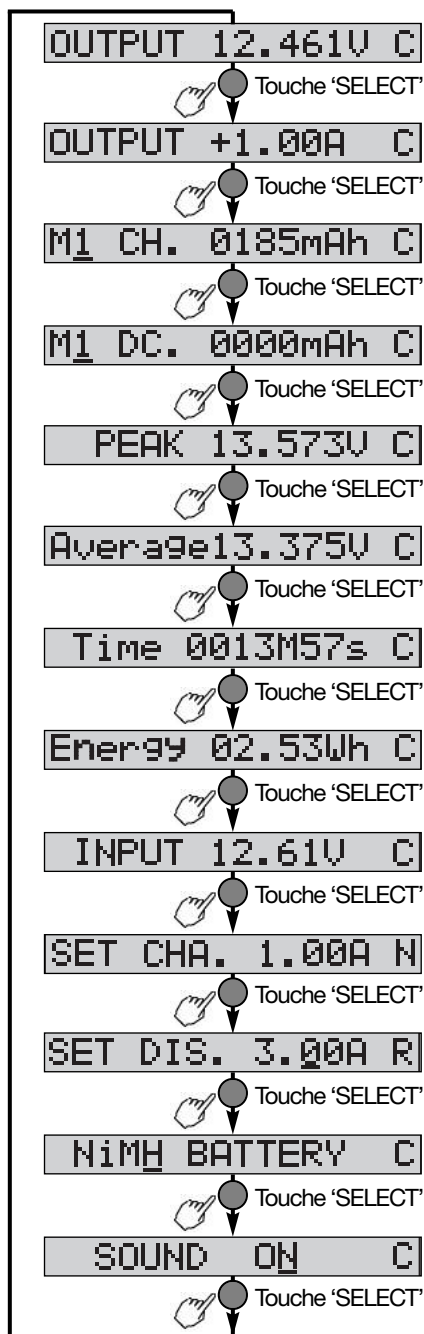 OUTPUT 12.461V C
Touche ‘SELECT’
OUTPUT +1.00A C
Touche ‘SELECT’
M1 CH. 0185mAh C
Touche ‘SELECT’
M1 DC. 0000mAh C
Touche ‘SELECT’
PEAK 13.573V C
Touche ‘SELECT’
Average13.375V C
Touche ‘SELECT’
Time 0013M57s C
Touche ‘SELECT’
Energy 02.53Wh C
Touche ‘SELECT’
INPUT 12.61V C
Touche ‘SELECT’
SET CHA. 1.00A N
Touche ‘SELECT’
SET DIS. 3.00A R
Touche ‘SELECT’
NiMH BATTERY C
Touche ‘SELECT’
SOUND ON C
Touche ‘SELECT’